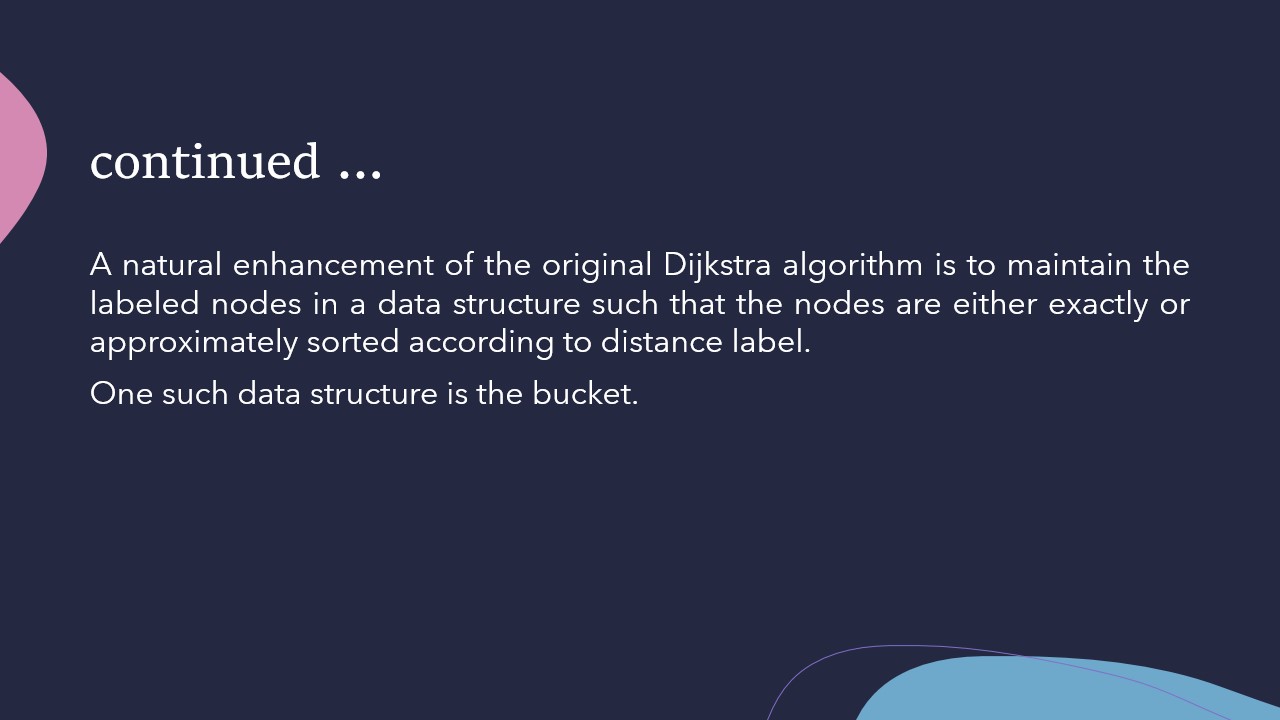 continued ...
A natural enhancement of the original Dijkstra algorithm is to maintain the
labeled nodes in a data structure such that the nodes are either exactly or
approximately sorted according to distance label.
One such data structure is the bucket.